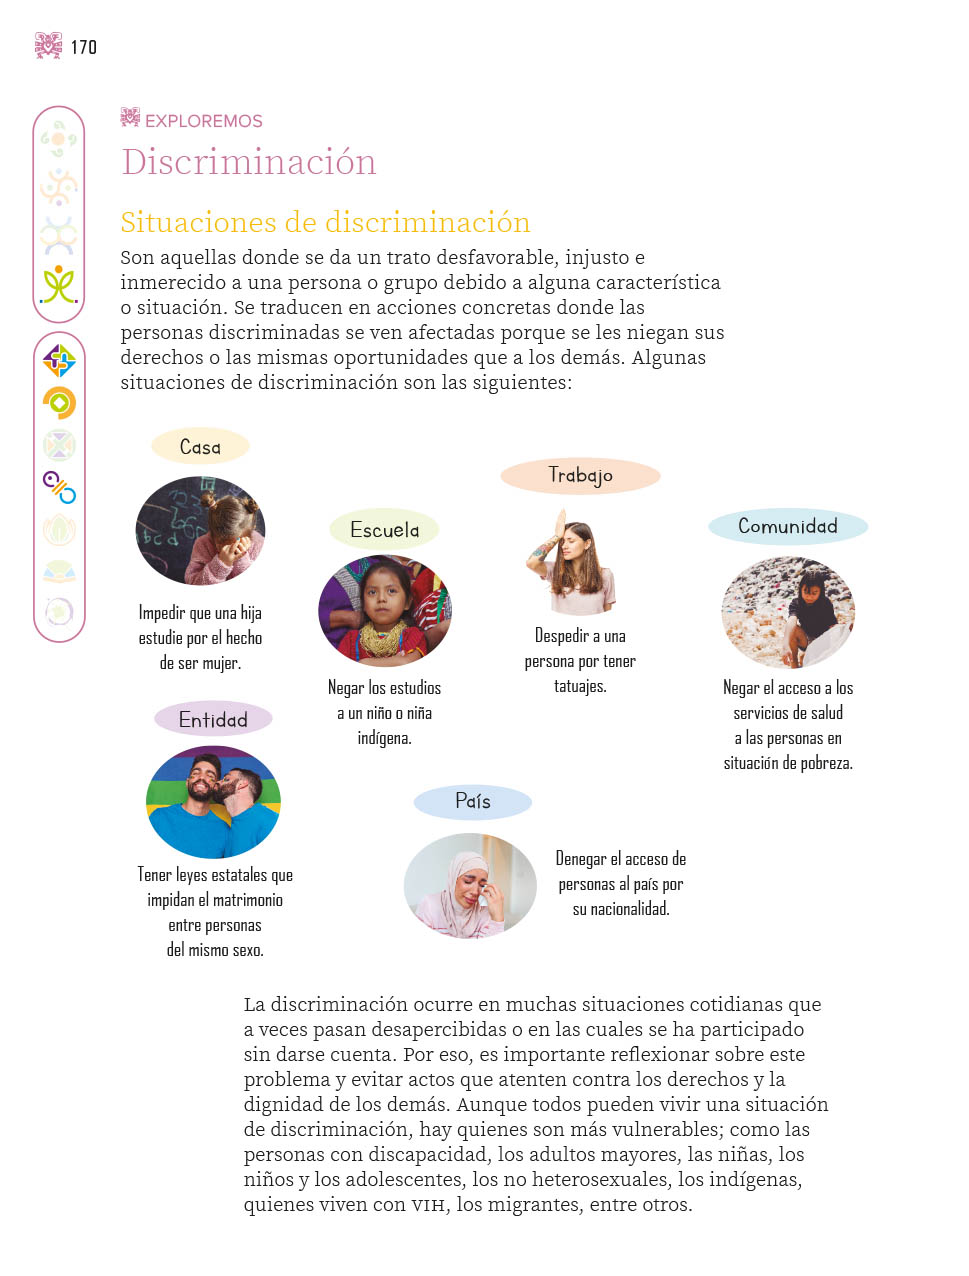 170
EXPLOREMOS
Discriminación
Situaciones de discriminación
Son aquellas donde se da un trato desfavorable, injusto e
inmerecido a una persona o grupo debido a alguna característica
o situación. Se traducen en acciones concretas donde las
personas discriminadas se ven afectadas porque se les niegan sus
derechos o las mismas oportunidades que a los demás. Algunas
situaciones de discriminación son las siguientes:
Casa
Impedir que una hija
estudie por el hecho
de ser mujer.
Escuela
Negar los estudios
a un niño o niña
indígena.
Trabajo
Despedir a una
persona por tener
tatuajes.
Comunidad
Negar el acceso a los
servicios de salud
a las personas en
situación de pobreza.
Entidad
Tener leyes estatales que
impidan el matrimonio
entre personas
del mismo sexo.
País
Denegar el acceso de
personas al país por
su nacionalidad.
La discriminación ocurre en muchas situaciones cotidianas que
a veces pasan desapercibidas o en las cuales se ha participado
sin darse cuenta. Por eso, es importante reflexionar sobre este
problema y evitar actos que atenten contra los derechos y la
dignidad de los demás. Aunque todos pueden vivir una situación
de discriminación, hay quienes son más vulnerables; como las
personas con discapacidad, los adultos mayores, las niñas, los
niños y los adolescentes, los no heterosexuales, los indígenas,
quienes viven con VIH, los migrantes, entre otros.